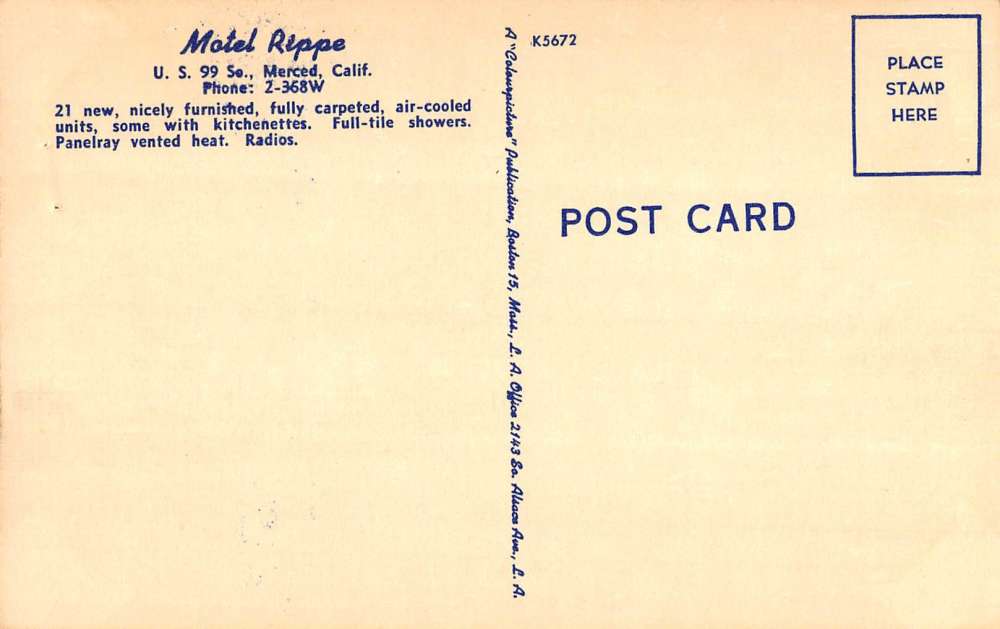 Motel Rippe
U. S. 99 So., Merced, Calif.
Phone: 2-368W
21 new, nicely furnished, fully carpeted, air-cooled
units, some with kitchenettes. Full-tile showers.
Panelray vented heat. Radios.
A "Colourpicture" Publication, Boston 15, Mass., L. A. Office 2143 So. Alsace Ave., L. A.
K5672
PLACE
STAMP
HERE
POST CARD